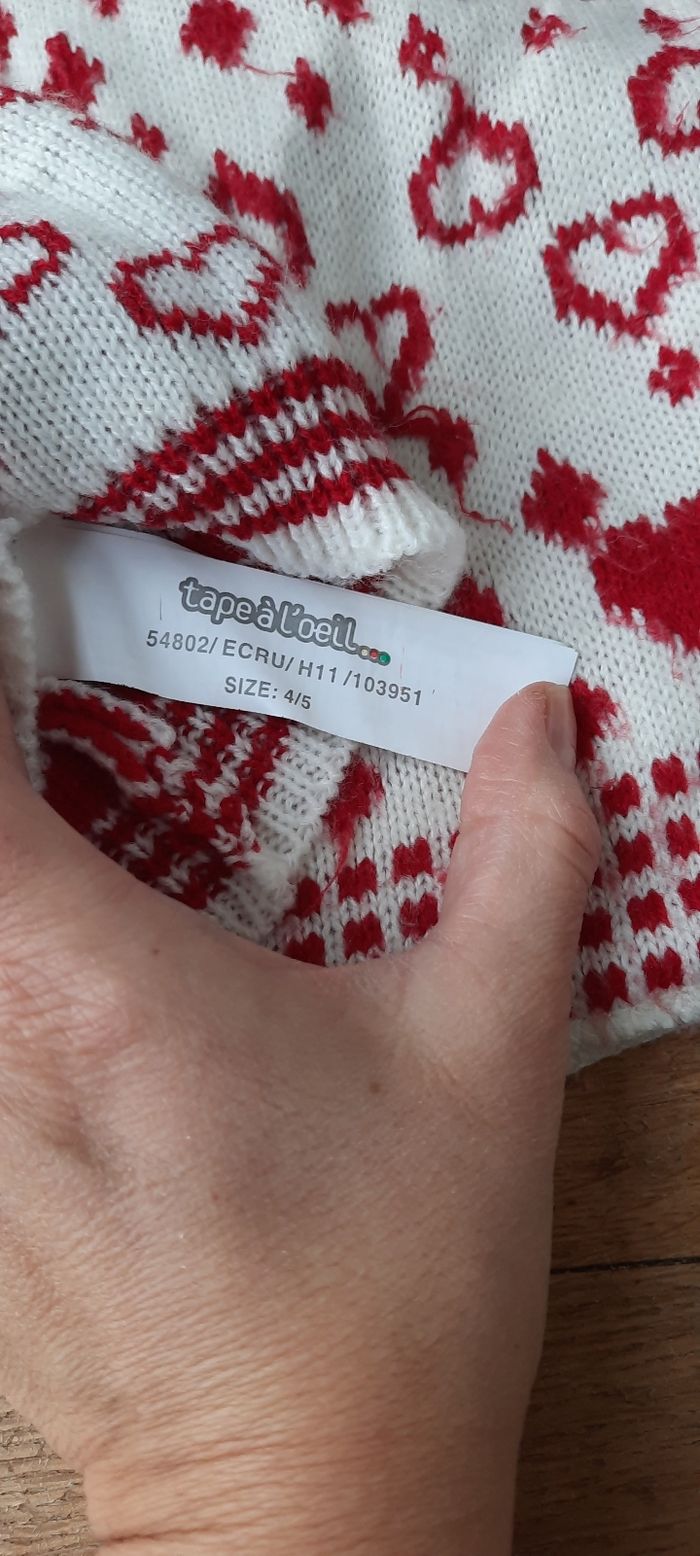 tape à l'oeil...
54802/ ECRU/ H11 /103951
SIZE: 4/5